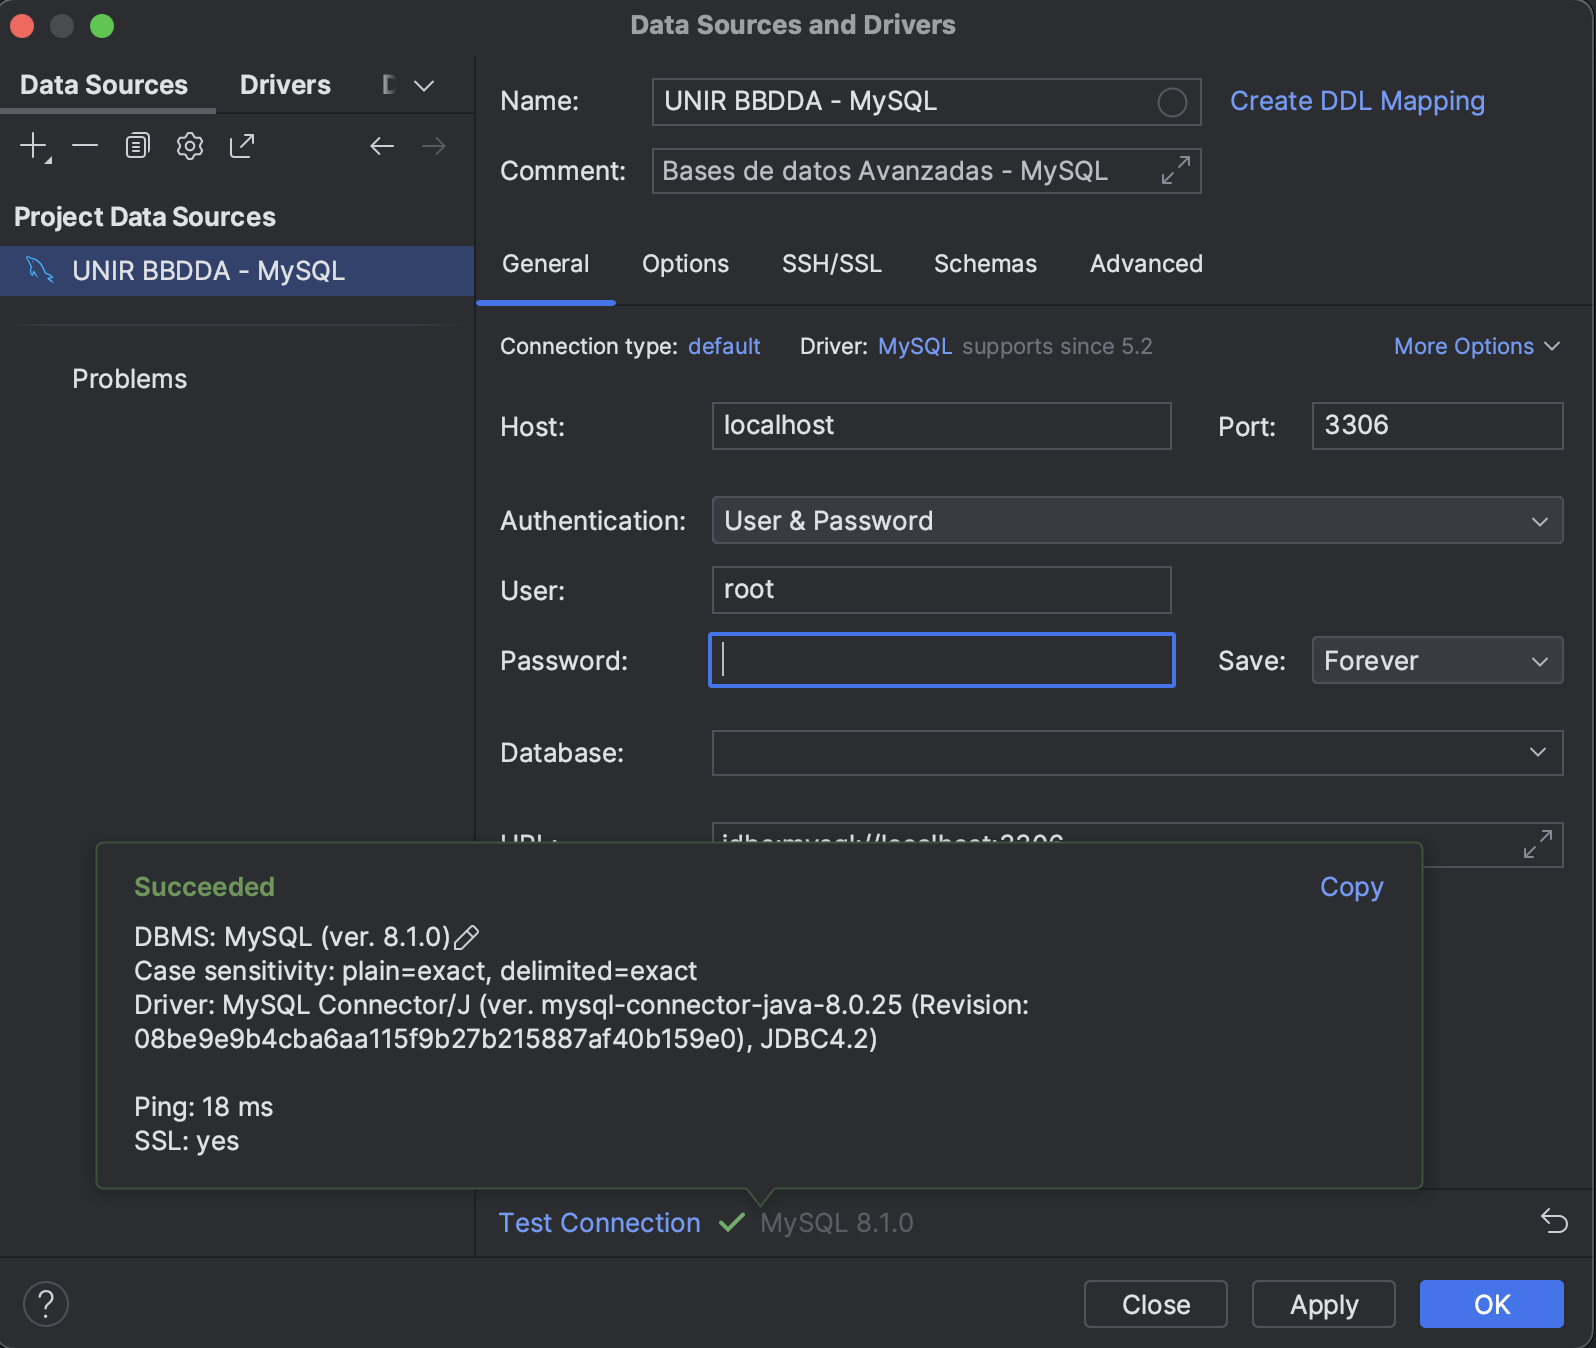 Data Sources and Drivers
Data Sources
Drivers
Project Data Sources
UNIR BBDDA - MySQL
Problems
Name:
UNIR BBDDA - MySQL
Create DDL Mapping
Comment:
Bases de datos Avanzadas - MySQL
General
Options
SSH/SSL
Schemas
Advanced
Connection type: default
Driver: MySQL supports since 5.2
More Options
Host:
localhost
Port:
3306
Authentication:
User & Password
User:
root
Password:
Save:
Forever
Database:
URL:
jdbc:mysql://localhost:3306
Succeeded
Copy
DBMS: MySQL (ver. 8.1.0)
Case sensitivity: plain=exact, delimited=exact
Driver: MySQL Connector/J (ver. mysql-connector-java-8.0.25 (Revision:
08be9e9b4cba6aa115f9b27b215887af40b159e0), JDBC4.2)
Ping: 18 ms
SSL: yes
Test Connection
MySQL 8.1.0
?
Close
Apply
OK